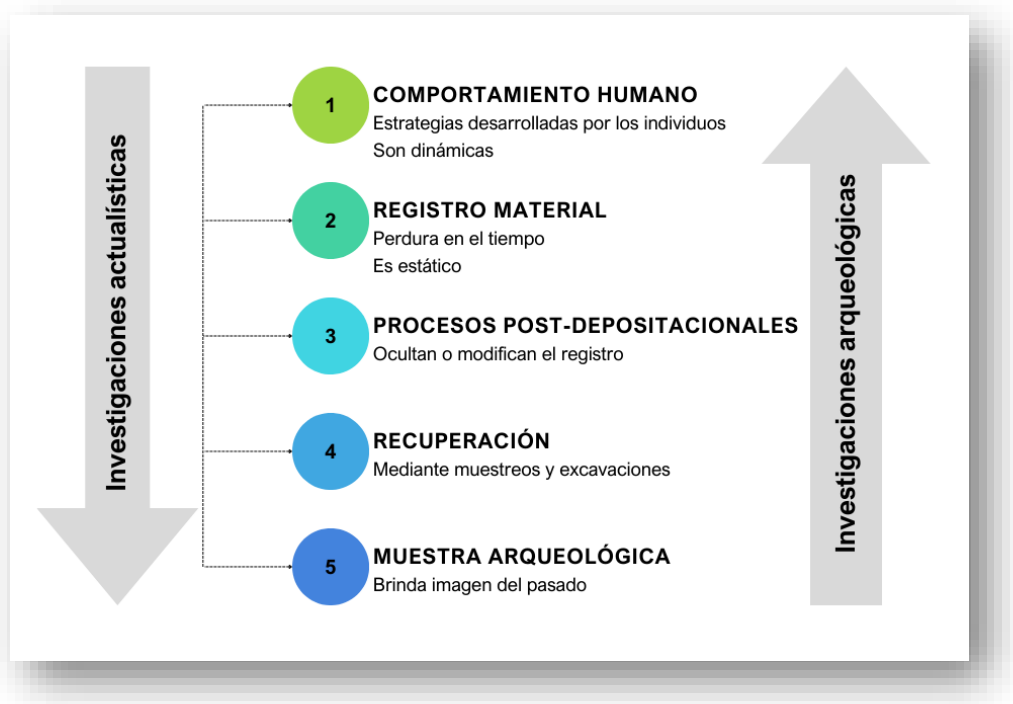 Investigaciones actualísticas
1
COMPORTAMIENTO HUMANO
Estrategias desarrolladas por los individuos
Son dinámicas
2
REGISTRO MATERIAL
Perdura en el tiempo
Es estático
3
PROCESOS POST-DEPOSITACIONALES
Ocultan o modifican el registro
4
RECUPERACIÓN
Mediante muestreos y excavaciones
5
MUESTRA ARQUEOLÓGICA
Brinda imagen del pasado
Investigaciones arqueológicas